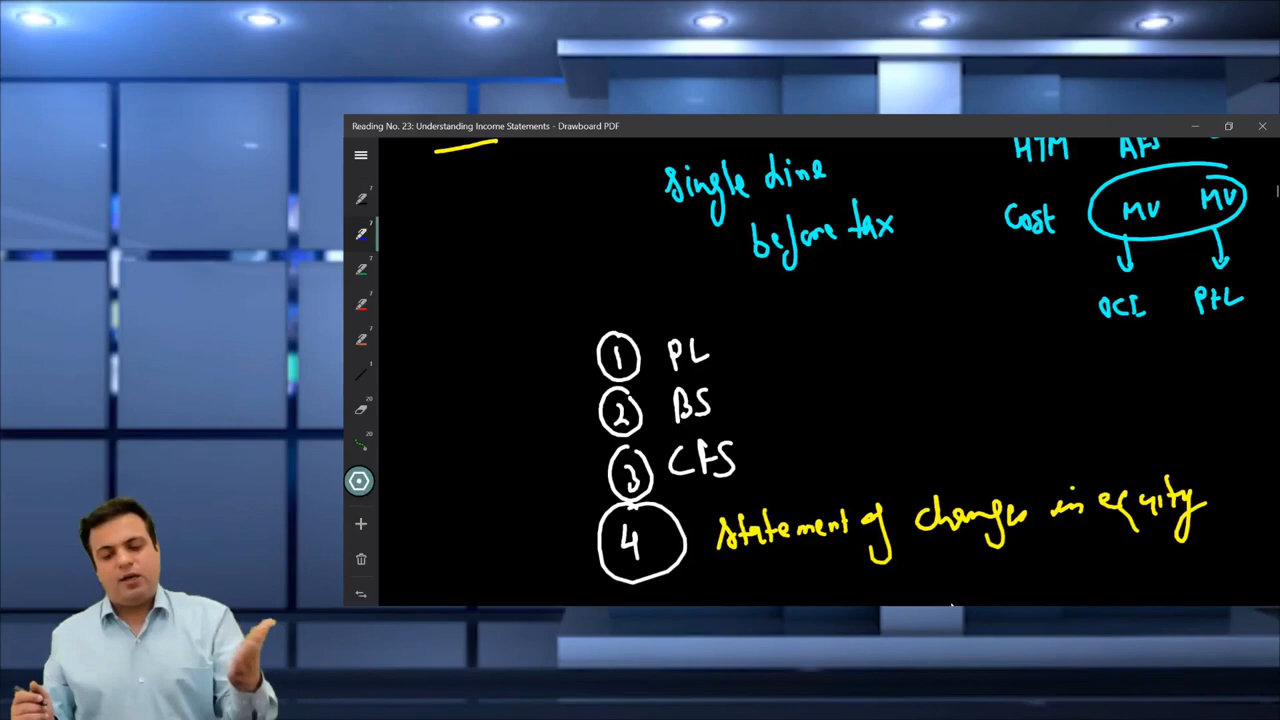 Reading No. 23: Understanding Income Statements - Drawboard PDF
HTM AFS
single line
before tax
Cost MV MV
OCI P+L
1 PL
2 BS
3 CFS
4 statement of changes in equity